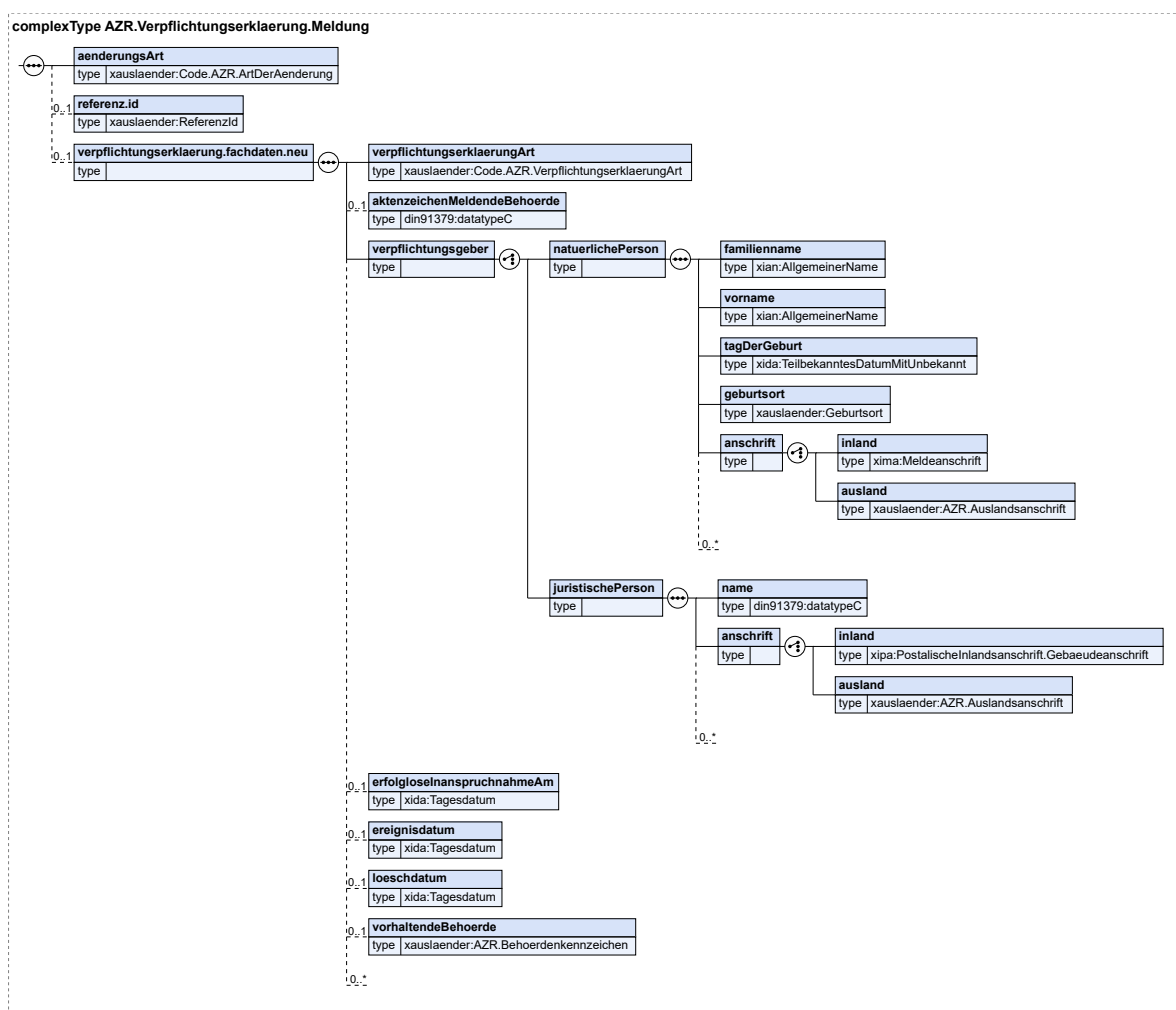 complexType AZR.Verpflichtungserklaerung.Meldung
aenderungsArt
type xauslaender:Code.AZR.ArtDerAenderung
0..1
referenz.id
type xauslaender:ReferenzId
0..1
verpflichtungserklaerung.fachdaten.neu
type
verpflichtungserklaerungArt
type xauslaender:Code.AZR.VerpflichtungserklaerungArt
0..1
aktenzeichenMeldendeBehoerde
type din91379:datatypeC
verpflichtungsgeber
type
natuerlichePerson
type
familienname
type xian:AllgemeinerName
vorname
type xian:AllgemeinerName
tagDerGeburt
type xida:TeilbekanntesDatumMitUnbekannt
geburtsort
type xauslaender:Geburtsort
anschrift
type
inland
type xima:Meldeanschrift
ausland
type xauslaender:AZR.Auslandsanschrift
0..*
juristischePerson
type
name
type din91379:datatypeC
anschrift
type
inland
type xipa:PostalischeInlandsanschrift.Gebaeudeanschrift
ausland
type xauslaender:AZR.Auslandsanschrift
0..*
0..1
erfolgloseInanspruchnahmeAm
type xida:Tagesdatum
0..1
ereignisdatum
type xida:Tagesdatum
0..1
loeschdatum
type xida:Tagesdatum
0..1
vorhaltendeBehoerde
type xauslaender:AZR.Behoerdenkennzeichen
0..*